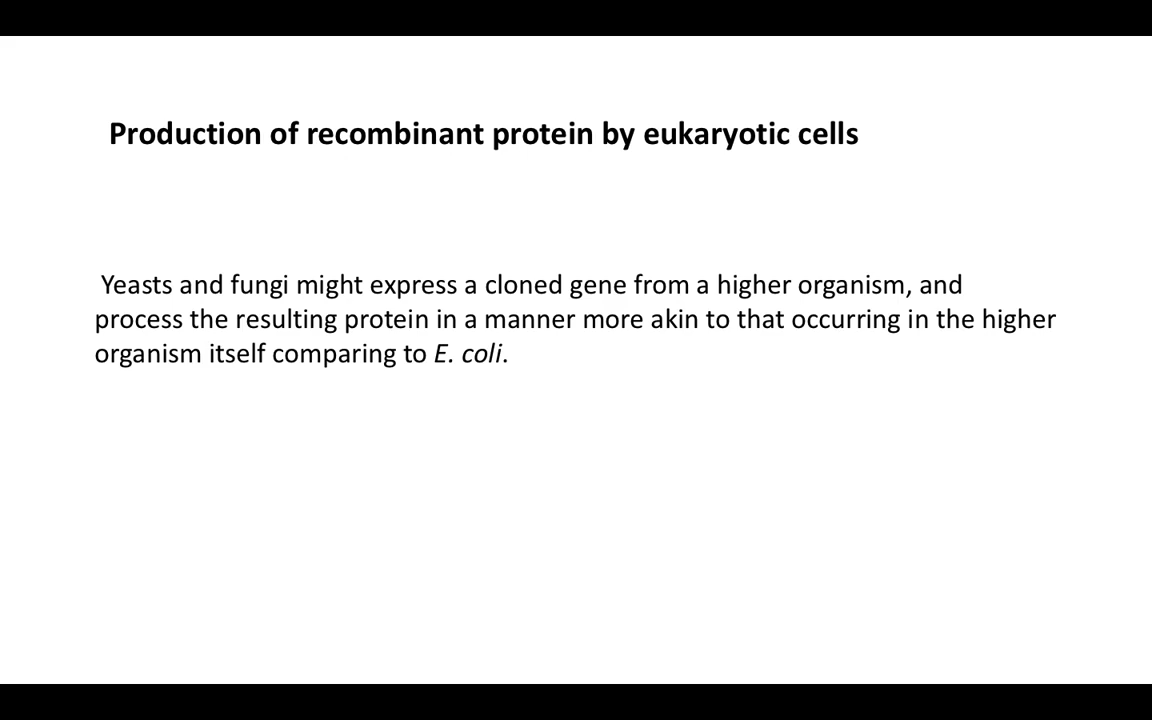 Production of recombinant protein by eukaryotic cells
Yeasts and fungi might express a cloned gene from a higher organism, and
process the resulting protein in a manner more akin to that occurring in the higher
organism itself comparing to E. coli.